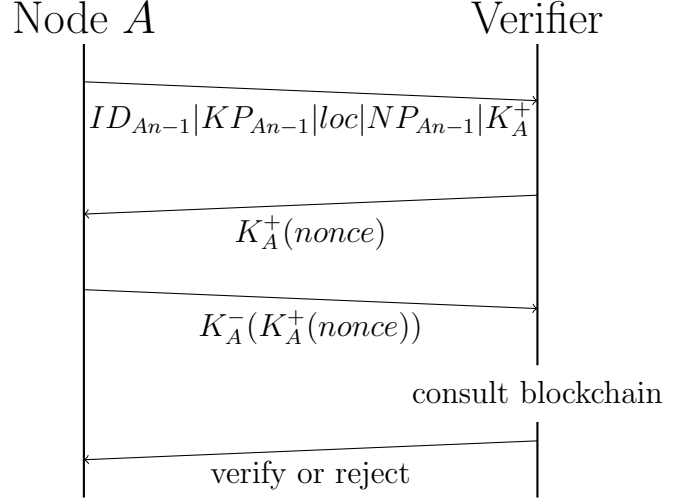 Node A Verifier
ID_{An-1}|KP_{An-1}|loc|NP_{An-1}|K_A^+
K_A^+(nonce)
K_A^-(K_A^+(nonce))
consult blockchain
verify or reject